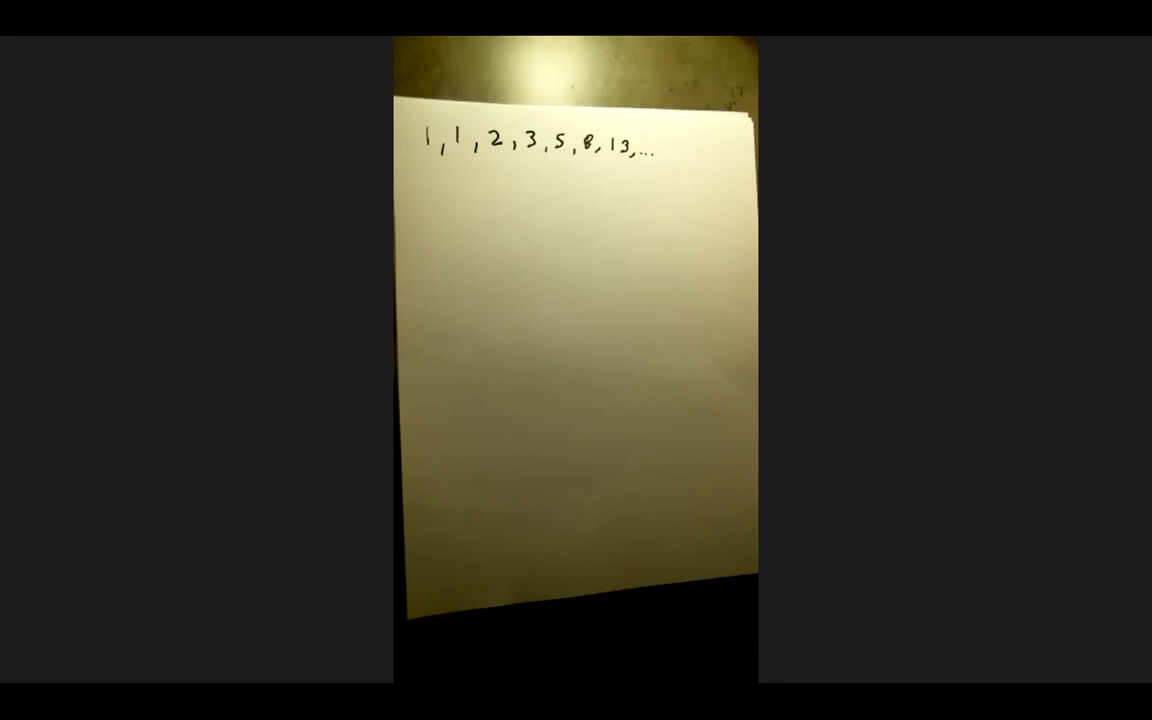 1, 1, 2, 3, 5, 8, 13, ...